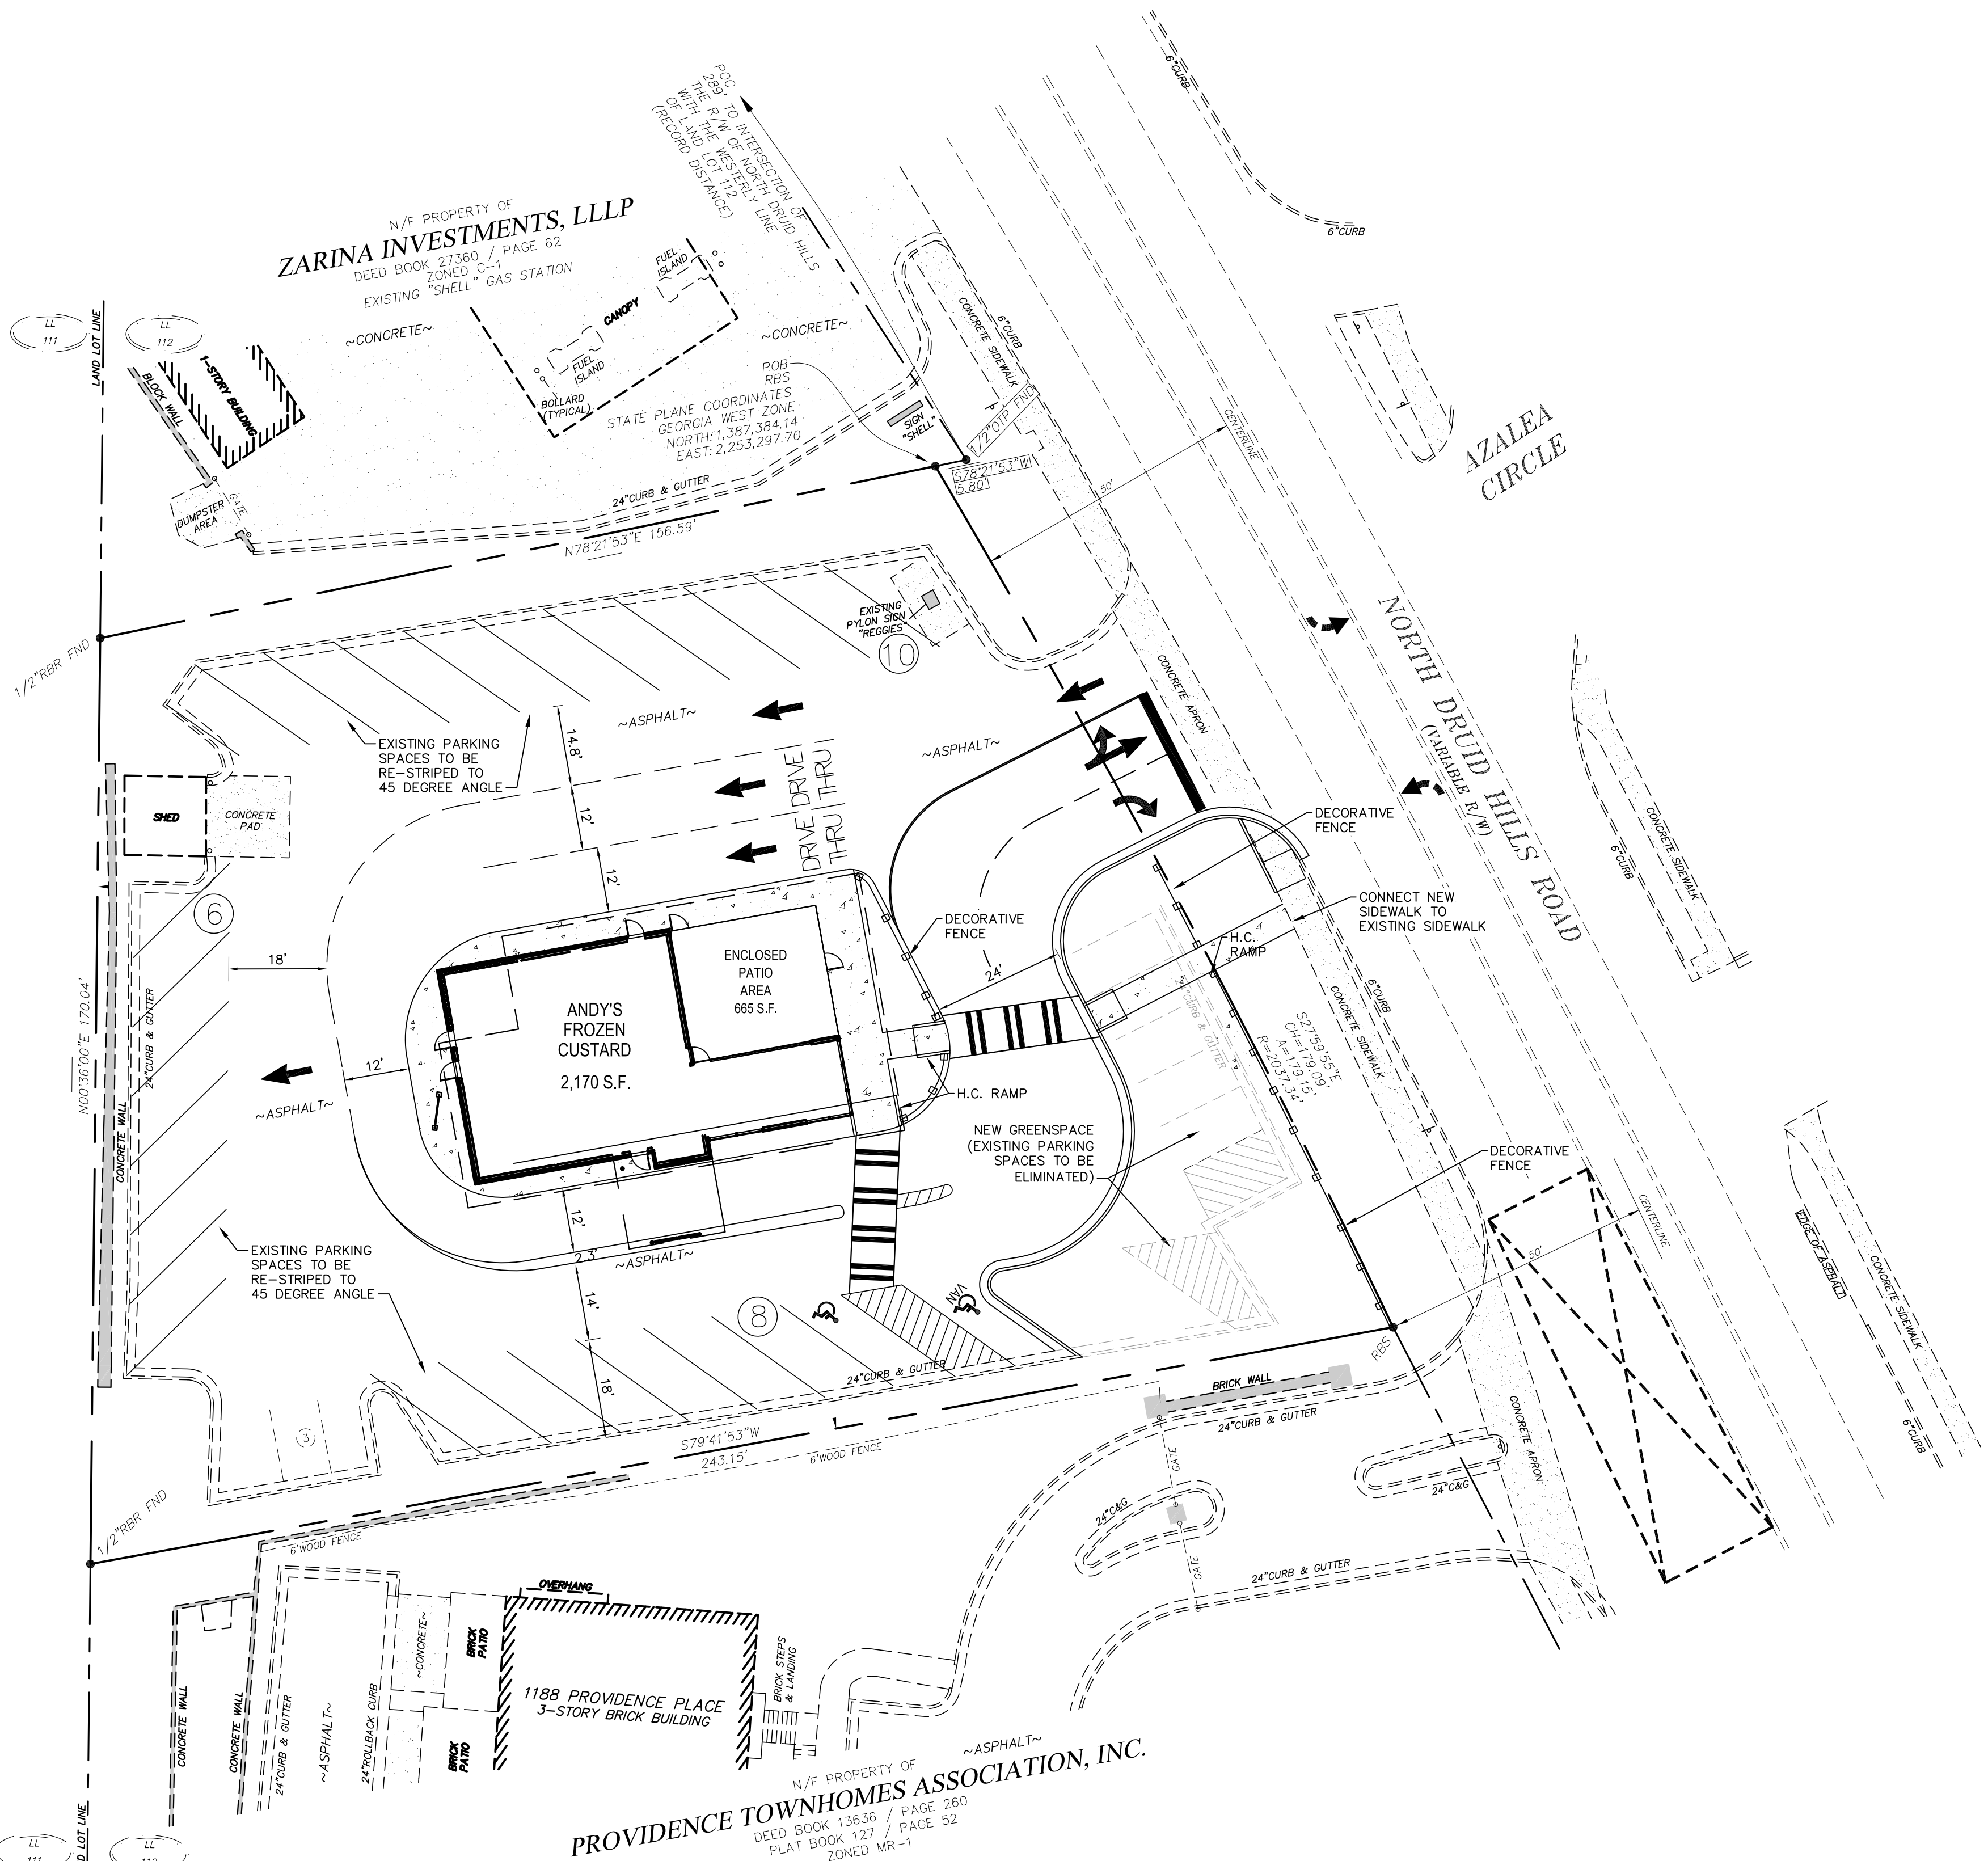 POC
289' TO INTERSECTION OF
THE R/W OF NORTH DRUID HILLS
WITH THE WESTERLY LINE
OF LAND LOT 112
(RECORD DISTANCE)
6"CURB
6"CURB
N/F PROPERTY OF
ZARINA INVESTMENTS, LLLP
DEED BOOK 27360 / PAGE 62
ZONED C-1
EXISTING "SHELL" GAS STATION
FUEL
ISLAND
CANOPY
FUEL
ISLAND
BOLLARD
(TYPICAL)
~CONCRETE~
~CONCRETE~
LL
111
LAND LOT LINE
LL
112
1-STORY BUILDING
BLOCK WALL
GATE
DUMPSTER
AREA
POB
RBS
STATE PLANE COORDINATES
GEORGIA WEST ZONE
NORTH: 1,387,384.14
EAST: 2,253,297.70
SIGN
"SHELL"
1/2"OTP FND
S78°21'53"W
5.80'
CONCRETE SIDEWALK
6"CURB
24"CURB & GUTTER
N78°21'53"E 156.59'
50'
CENTERLINE
AZALEA
CIRCLE
NORTH DRUID HILLS ROAD
(VARIABLE R/W)
1/2"RBR FND
EXISTING
PYLON SIGN
"REGGIES"
10
CONCRETE APRON
EXISTING PARKING
SPACES TO BE
RE-STRIPED TO
45 DEGREE ANGLE
~ASPHALT~
14.8'
12'
12'
DRIVE THRU
DRIVE THRU
~ASPHALT~
SHED
CONCRETE
PAD
6
18'
12'
~ASPHALT~
N00°36'00"E 170.04'
CONCRETE WALL
24"CURB & GUTTER
ENCLOSED
PATIO
AREA
665 S.F.
ANDY'S
FROZEN
CUSTARD
2,170 S.F.
DECORATIVE
FENCE
24'
DECORATIVE
FENCE
CONNECT NEW
SIDEWALK TO
EXISTING SIDEWALK
H.C.
RAMP
H.C. RAMP
24"CURB & GUTTER
S27°59'55"E
CH=179.09'
A=179.15'
R=2037.34'
CONCRETE SIDEWALK
6"CURB
NEW GREENSPACE
(EXISTING PARKING
SPACES TO BE
ELIMINATED)
DECORATIVE
FENCE
CONCRETE SIDEWALK
6"CURB
50'
CENTERLINE
EDGE OF ASPHALT
CONCRETE SIDEWALK
6"CURB
EXISTING PARKING
SPACES TO BE
RE-STRIPED TO
45 DEGREE ANGLE
12'
2.3'
~ASPHALT~
14'
18'
8
VAN
24"CURB & GUTTER
RBS
BRICK WALL
24"CURB & GUTTER
CONCRETE APRON
3
S79°41'53"W
243.15'
6'WOOD FENCE
GATE
24"C&G
24"C&G
GATE
24"CURB & GUTTER
1/2"RBR FND
6'WOOD FENCE
CONCRETE WALL
CONCRETE WALL
24"CURB & GUTTER
~ASPHALT~
24"ROLLBACK CURB
~CONCRETE~
BRICK
PATIO
BRICK
PATIO
OVERHANG
1188 PROVIDENCE PLACE
3-STORY BRICK BUILDING
BRICK STEPS
& LANDING
~ASPHALT~
N/F PROPERTY OF
PROVIDENCE TOWNHOMES ASSOCIATION, INC.
DEED BOOK 13636 / PAGE 260
PLAT BOOK 127 / PAGE 52
ZONED MR-1
LL
D LOT LINE
LL